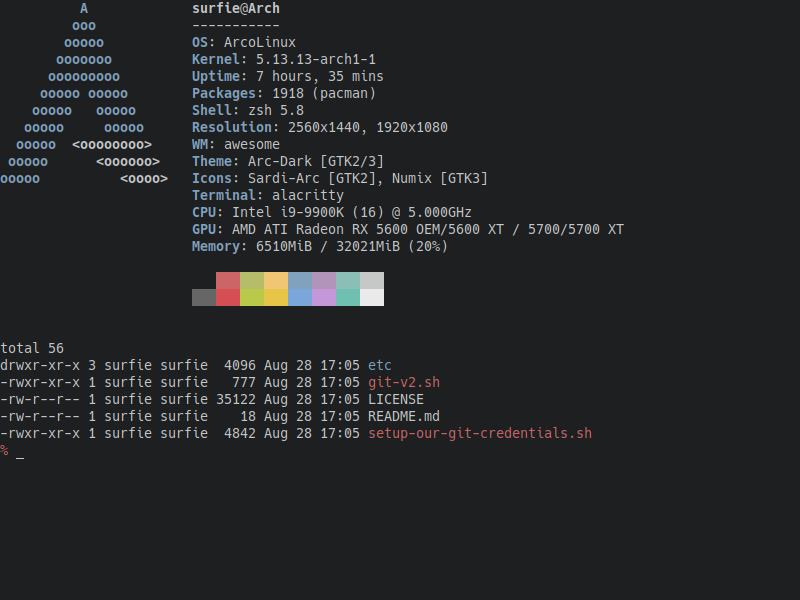 surfie@Arch
-----------
OS: ArcoLinux
Kernel: 5.13.13-arch1-1
Uptime: 7 hours, 35 mins
Packages: 1918 (pacman)
Shell: zsh 5.8
Resolution: 2560x1440, 1920x1080
WM: awesome
Theme: Arc-Dark [GTK2/3]
Icons: Sardi-Arc [GTK2], Numix [GTK3]
Terminal: alacritty
CPU: Intel i9-9900K (16) @ 5.000GHz
GPU: AMD ATI Radeon RX 5600 OEM/5600 XT / 5700/5700 XT
Memory: 6510MiB / 32021MiB (20%)
A
ooo
ooooo
ooooooo
ooooooooo
ooooo ooooo
ooooo   ooooo
ooooo     ooooo
ooooo  <oooooooo>
ooooo      <oooooo>
ooooo          <oooo>
total 56
drwxr-xr-x 3 surfie surfie  4096 Aug 28 17:05 etc
-rwxr-xr-x 1 surfie surfie   777 Aug 28 17:05 git-v2.sh
-rw-r--r-- 1 surfie surfie 35122 Aug 28 17:05 LICENSE
-rw-r--r-- 1 surfie surfie    18 Aug 28 17:05 README.md
-rwxr-xr-x 1 surfie surfie  4842 Aug 28 17:05 setup-our-git-credentials.sh
% _